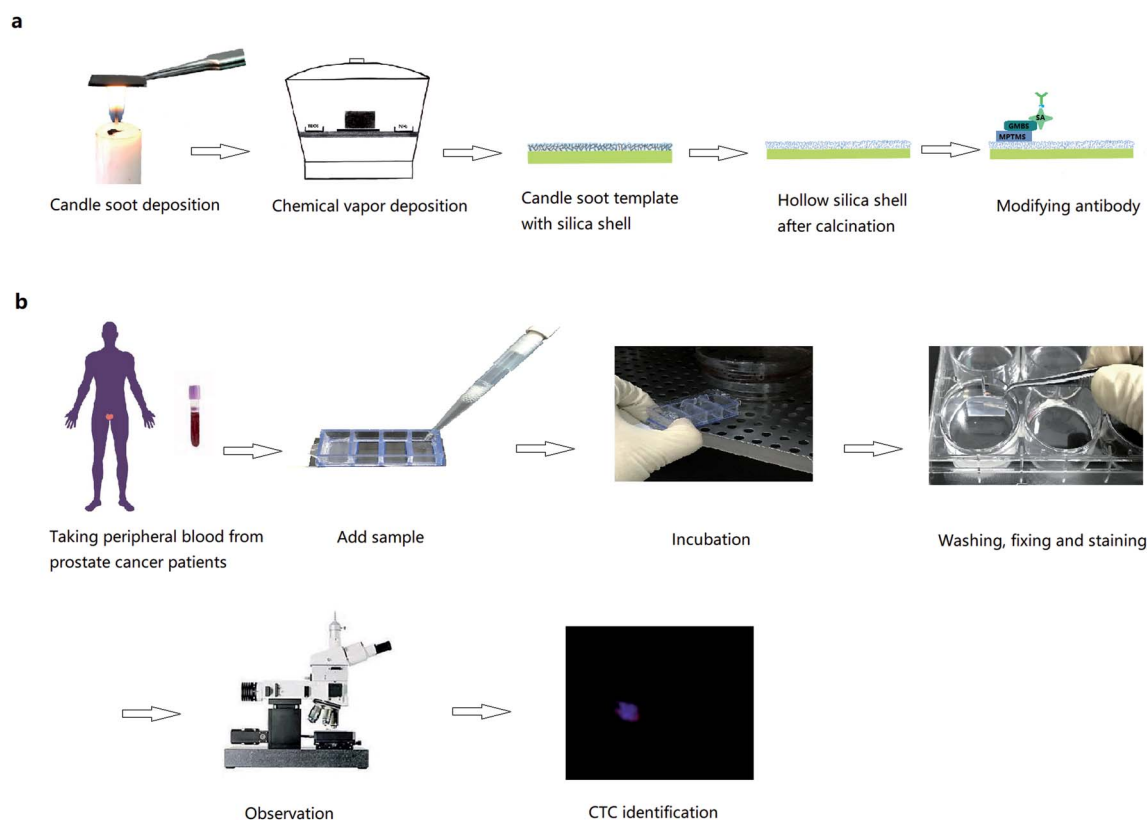 a
SA
GMBS
MPTMS
Candle soot deposition
Chemical vapor deposition
Candle soot template
with silica shell
Hollow silica shell
after calcination
Modifying antibody
b
Taking peripheral blood from
prostate cancer patients
Add sample
Incubation
Washing, fixing and staining
Observation
CTC identification